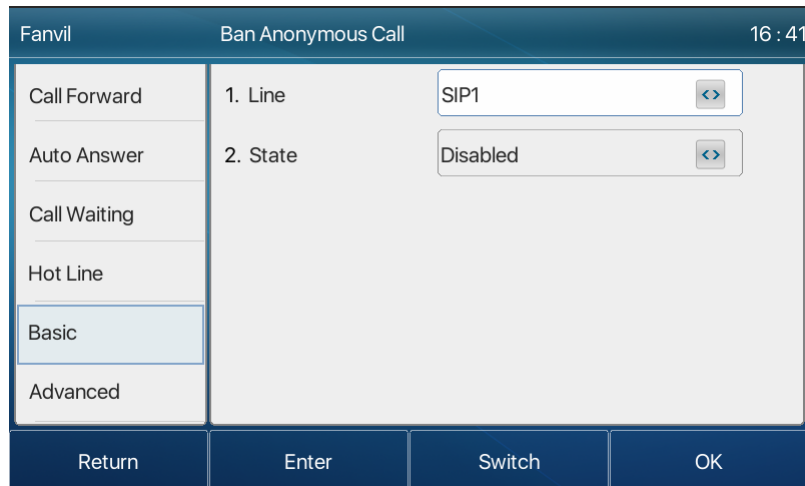 Fanvil Ban Anonymous Call 16 : 41
Call Forward
Auto Answer
Call Waiting
Hot Line
Basic
Advanced
1. Line SIP1
2. State Disabled
Return Enter Switch OK